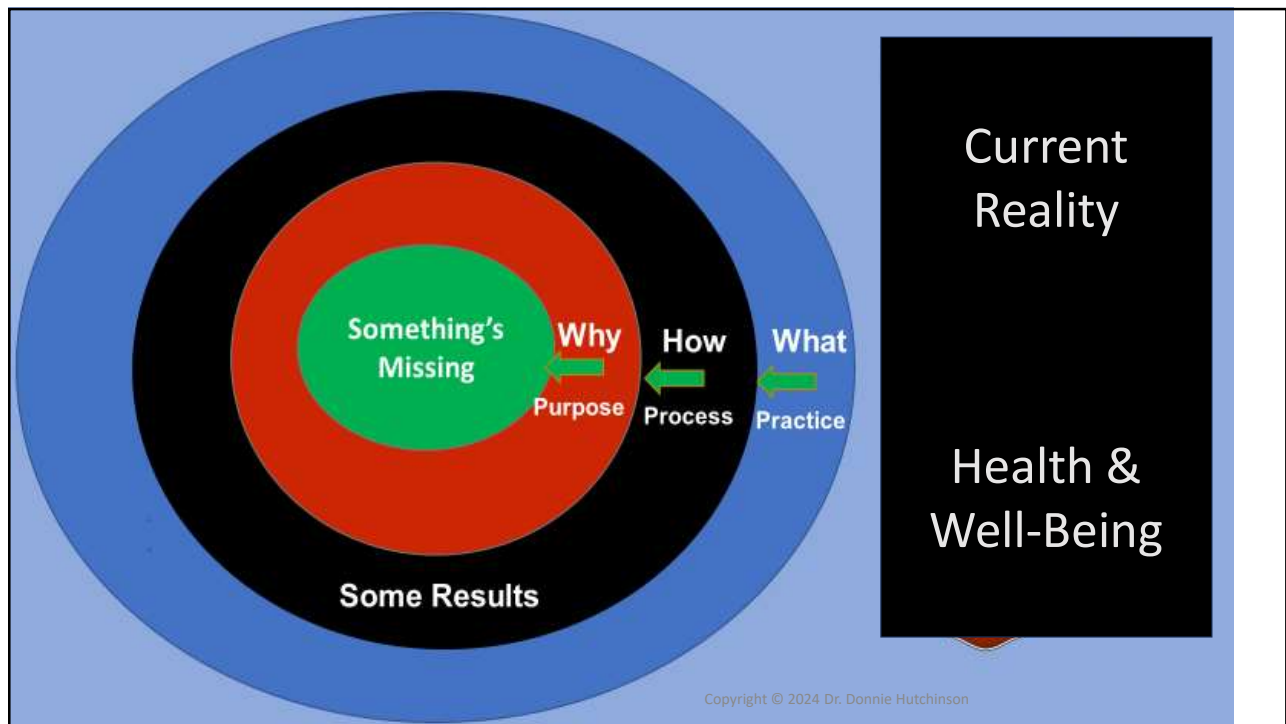 Something's
Missing
Why
Purpose
How
Process
What
Practice
Some Results
Current
Reality
Health &
Well-Being
Copyright © 2024 Dr. Donnie Hutchinson